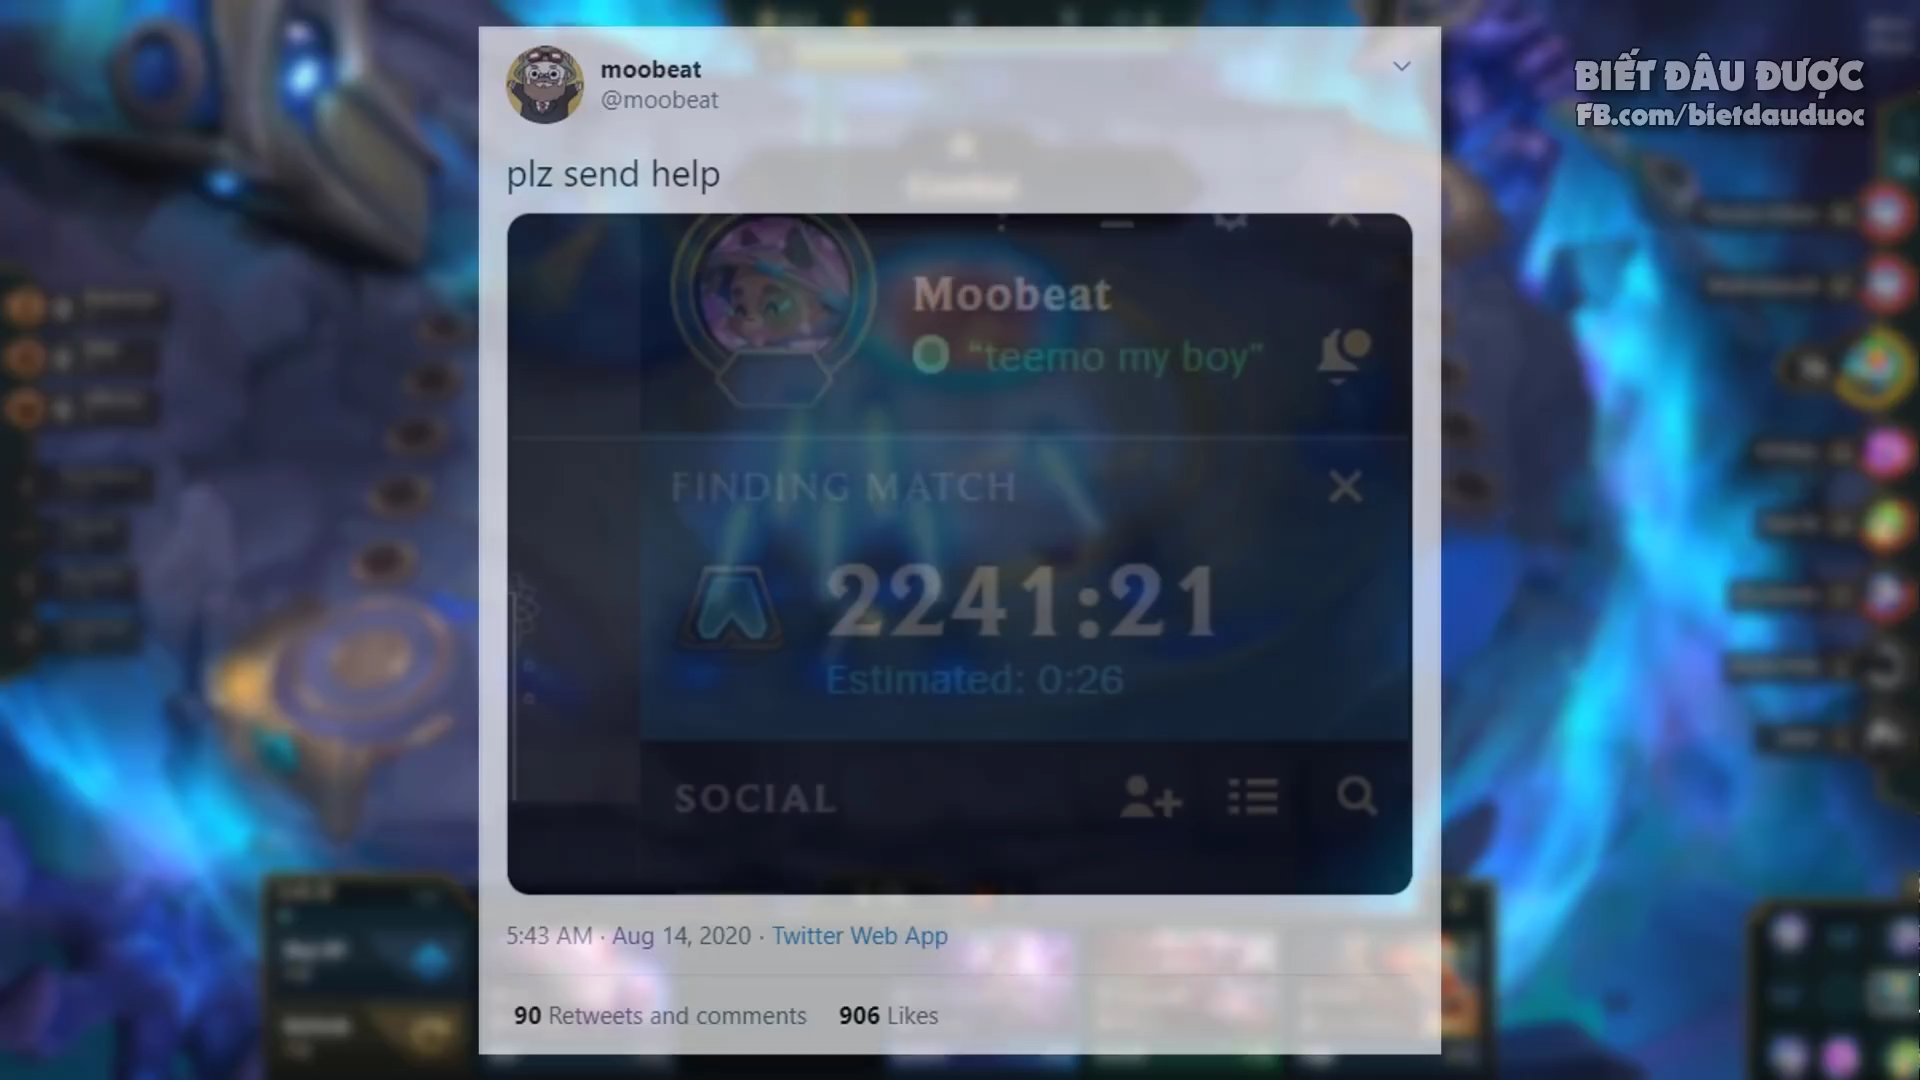 BIẾT ĐÂU ĐƯỢC
FB.com/bietdauduoc
moobeat
@moobeat
plz send help
Moobeat
"teemo my boy"
FINDING MATCH
2241:21
Estimated: 0:26
SOCIAL
5:43 AM · Aug 14, 2020 · Twitter Web App
90 Retweets and comments 906 Likes